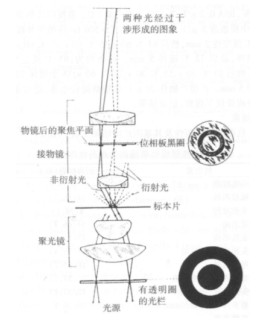 两种光经过干
涉形成的图象
物镜后的聚焦平面
位相板黑圈
接物镜
非衍射光
衍射光
标本片
聚光镜
有透明圈
的光栏
光源